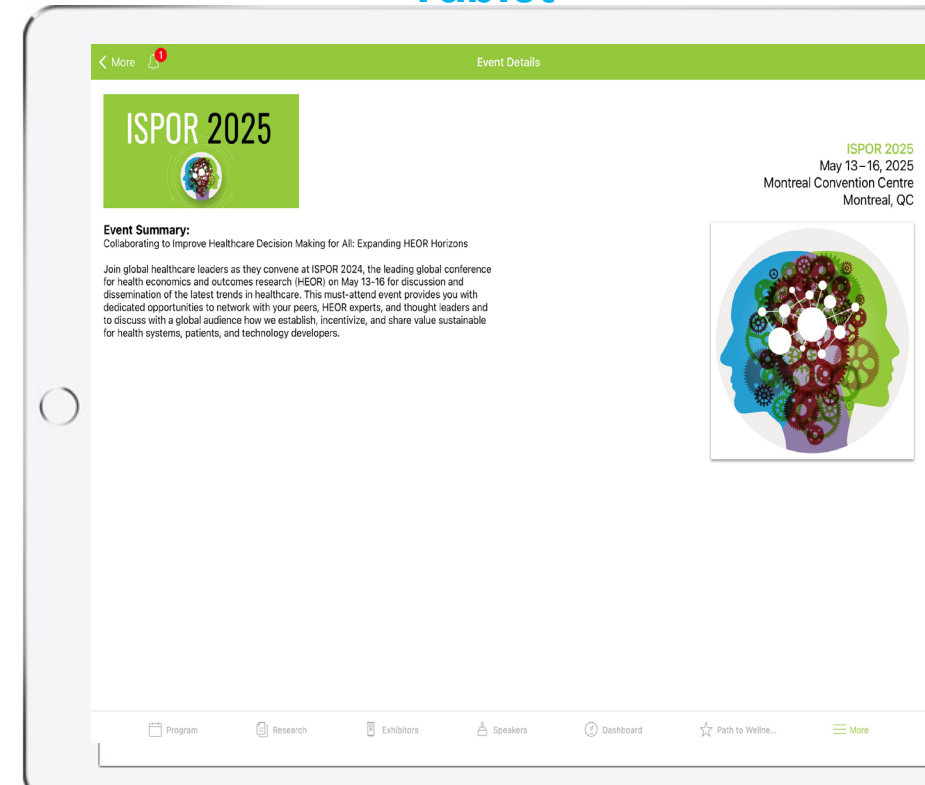 Tablet
More
1
Event Details
ISPOR 2025
ISPOR 2025
May 13–16, 2025
Montreal Convention Centre
Montreal, QC
Event Summary:
Collaborating to Improve Healthcare Decision Making for All: Expanding HEOR Horizons
Join global healthcare leaders as they convene at ISPOR 2024, the leading global conference
for health economics and outcomes research (HEOR) on May 13-16 for discussion and
dissemination of the latest trends in healthcare. This must-attend event provides you with
dedicated opportunities to network with your peers, HEOR experts, and thought leaders and
to discuss with a global audience how we establish, incentivize, and share value sustainable
for health systems, patients, and technology developers.
Program
Research
Exhibitors
Speakers
Dashboard
Path to Wellne...
More